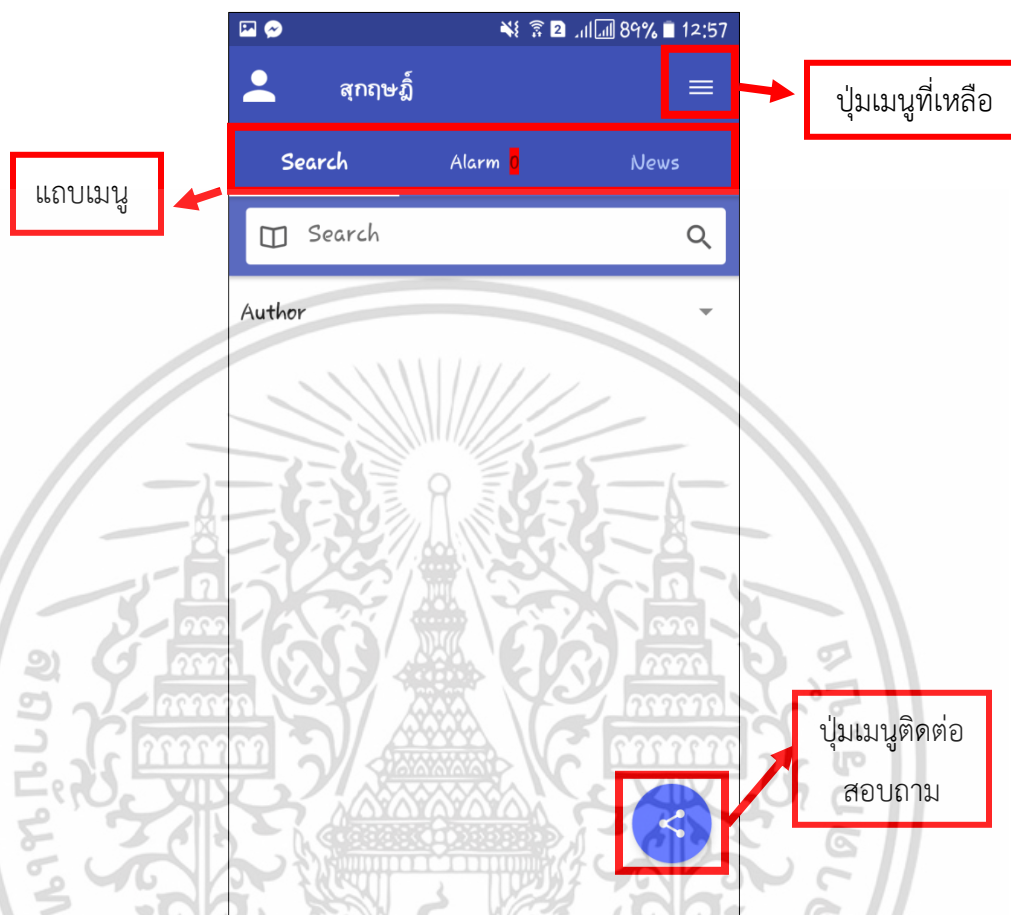 89% 12:57
สุกฤษฎิ์
ปุ่มเมนูที่เหลือ
Search Alarm 0 News
แถบเมนู
Search
Author
ปุ่มเมนูติดต่อ
สอบถาม